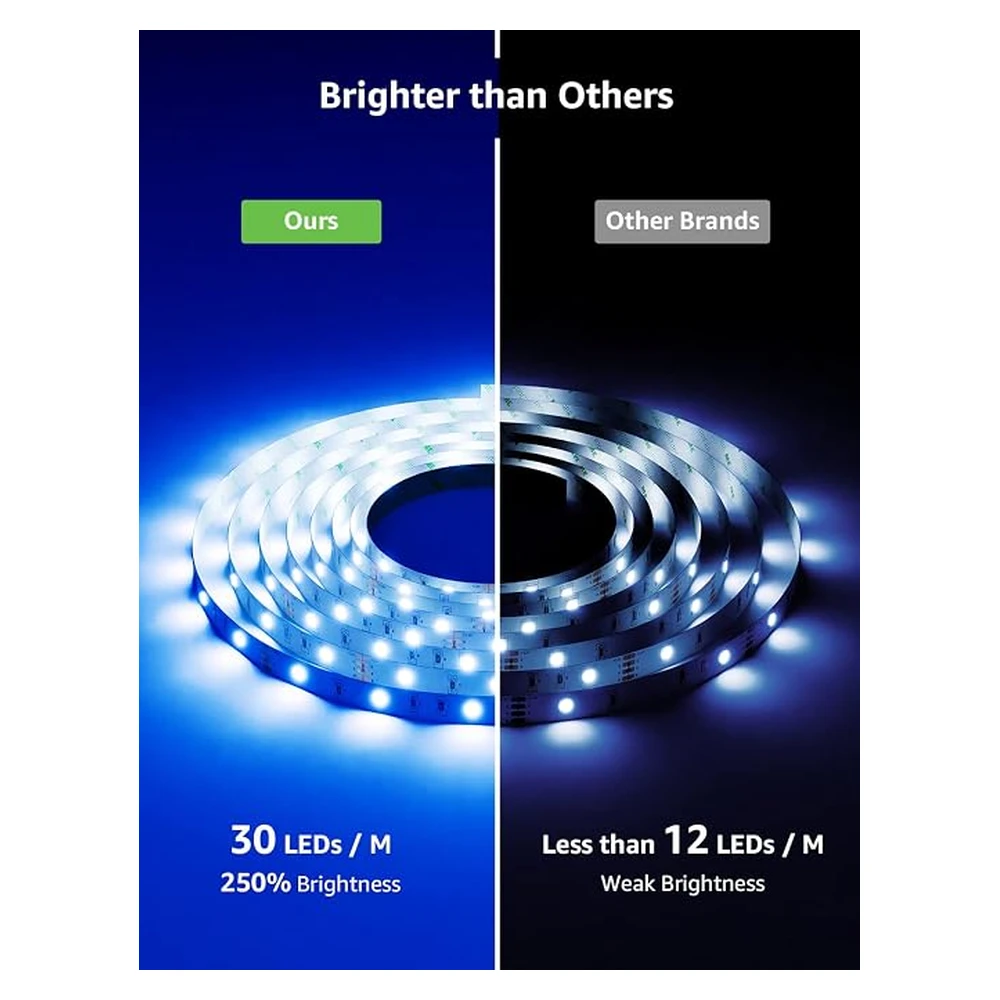 Brighter than Others
Ours
Other Brands
30 LEDs / M
250% Brightness
Less than 12 LEDs / M
Weak Brightness